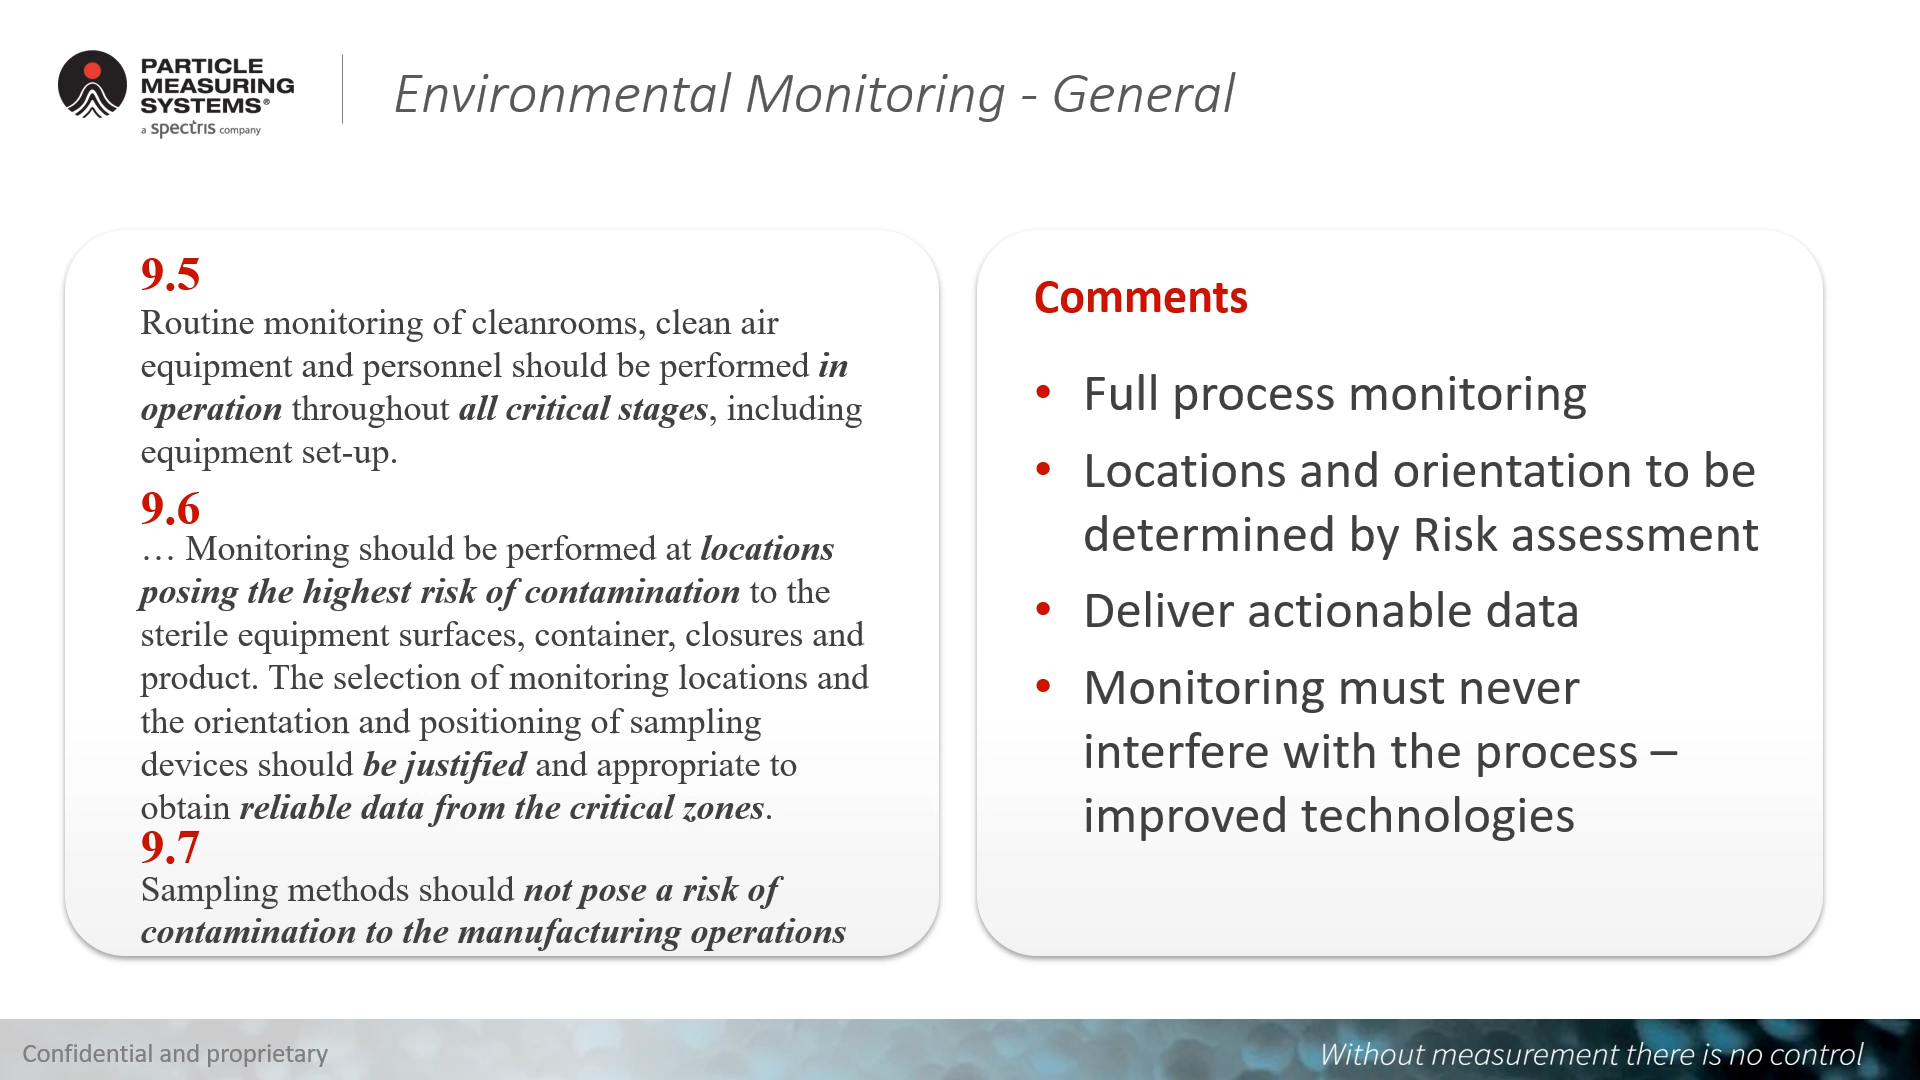 PARTICLE
MEASURING
SYSTEMS®
a spectris company
Environmental Monitoring - General
9.5
Routine monitoring of cleanrooms, clean air
equipment and personnel should be performed in
operation throughout all critical stages, including
equipment set-up.
9.6
… Monitoring should be performed at locations
posing the highest risk of contamination to the
sterile equipment surfaces, container, closures and
product. The selection of monitoring locations and
the orientation and positioning of sampling
devices should be justified and appropriate to
obtain reliable data from the critical zones.
9.7
Sampling methods should not pose a risk of
contamination to the manufacturing operations
Comments
• Full process monitoring
• Locations and orientation to be
determined by Risk assessment
• Deliver actionable data
• Monitoring must never
interfere with the process –
improved technologies
Confidential and proprietary
Without measurement there is no control